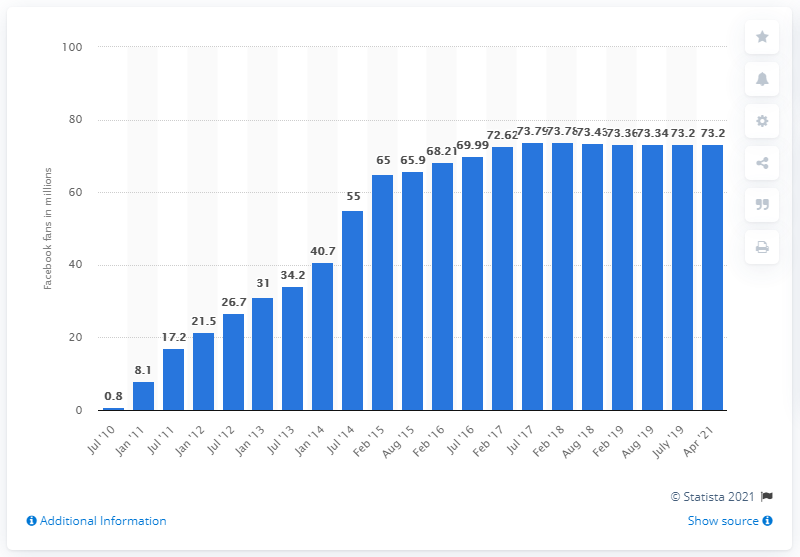 100
80
60
40
20
0
Facebook fans in millions
0.8
8.1
17.2
21.5
26.7
31
34.2
40.7
55
65
65.9
68.21
69.99
72.62
73.79
73.78
73.43
73.36
73.34
73.2
73.2
Jul '10
Jan '11
Jul '11
Jan '12
Jul '12
Jan '13
Jul '13
Jan '14
Jul '14
Feb '15
Aug '15
Feb '16
Jul '16
Feb '17
Jul '17
Feb '18
Aug '18
Feb '19
Aug '19
July '19
Apr '21
© Statista 2021
Additional Information
Show source